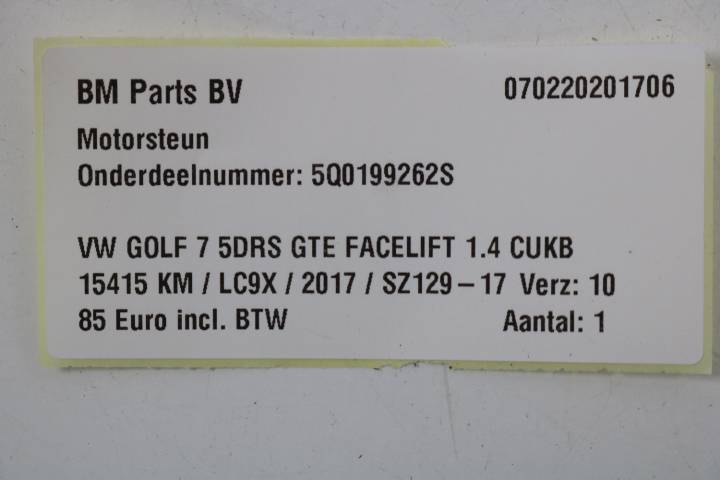 BM Parts BV 070220201706
Motorsteun
Onderdeelnummer: 5Q0199262S
VW GOLF 7 5DRS GTE FACELIFT 1.4 CUKB
15415 KM / LC9X / 2017 / SZ129 – 17 Verz: 10
85 Euro incl. BTW Aantal: 1